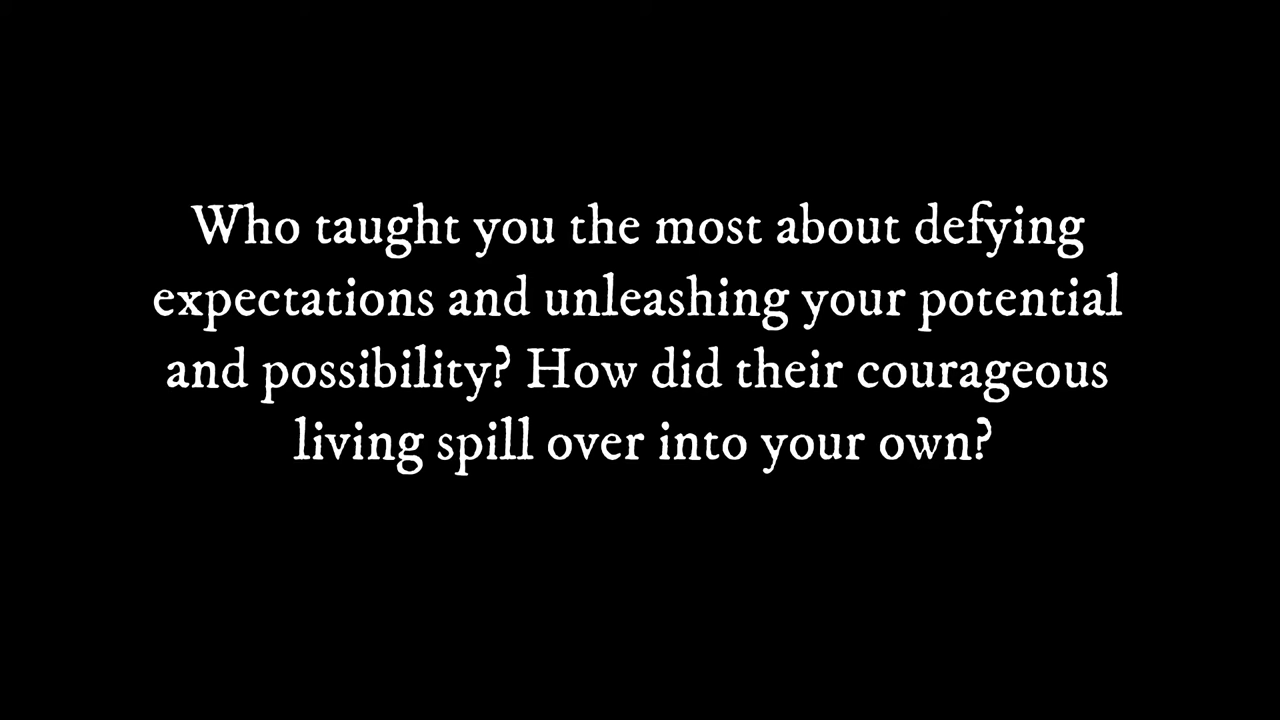 Who taught you the most about defying
expectations and unleashing your potential
and possibility? How did their courageous
living spill over into your own?